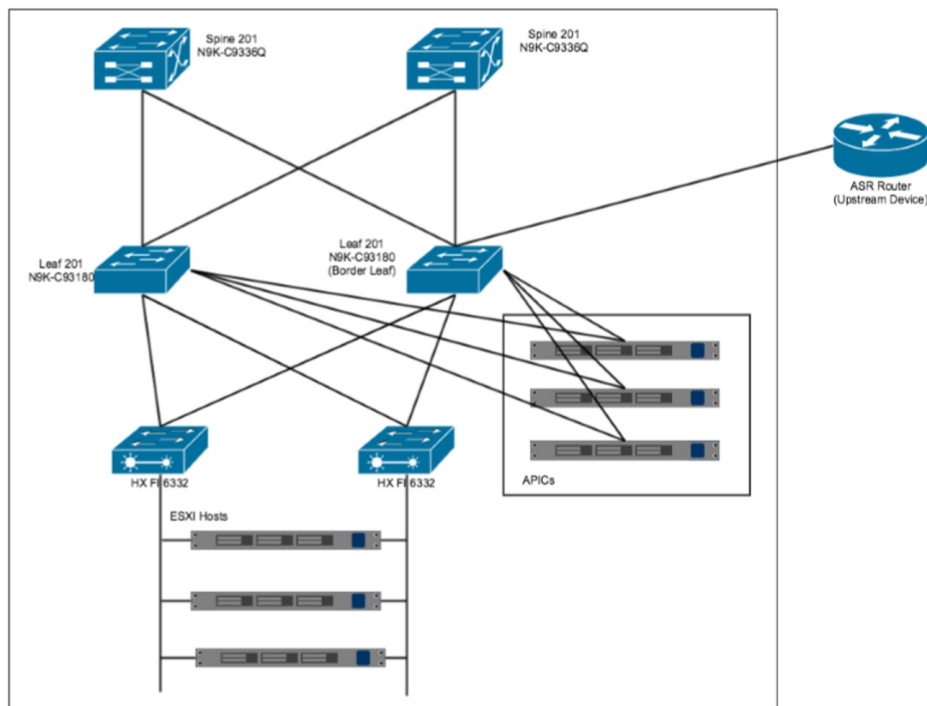 Spine 201
N9K-C9336Q
Spine 201
N9K-C9336Q
ASR Router
(Upstream Device)
Leaf 201
N9K-C93180
Leaf 201
N9K-C93180
(Border Leaf)
APICs
HX FI 6332
HX FI 6332
ESXI Hosts